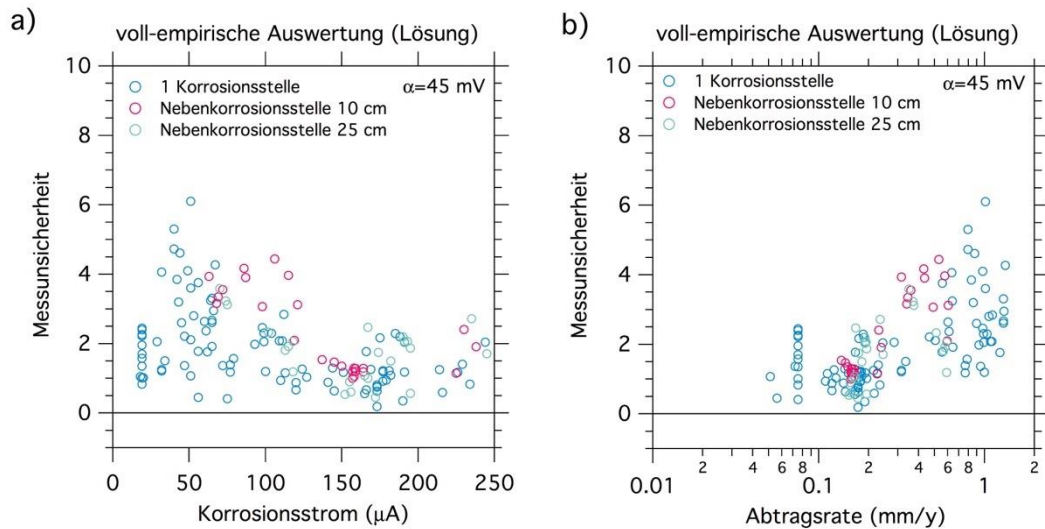 a)
voll-empirische Auswertung (Lösung)
10
8
6
4
2
0
Messunsicherheit
1 Korrosionsstelle
Nebenkorrosionsstelle 10 cm
Nebenkorrosionsstelle 25 cm
α=45 mV
0 50 100 150 200 250
Korrosionsstrom (µA)
b)
voll-empirische Auswertung (Lösung)
10
8
6
4
2
0
Messunsicherheit
1 Korrosionsstelle
Nebenkorrosionsstelle 10 cm
Nebenkorrosionsstelle 25 cm
α=45 mV
2 4 6 8 2 4 6 8 2
0.01 0.1 1
Abtragsrate (mm/y)